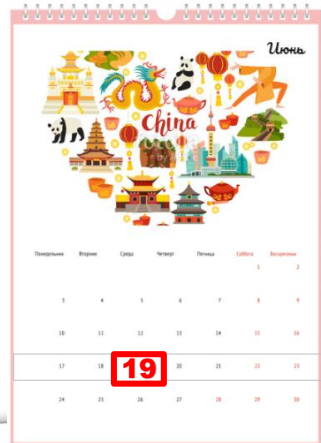 Июнь
China
Понедельник Вторник Среда Четверг Пятница Суббота Воскресенье
1 2
3 4 5 6 7 8 9
10 11 12 13 14 15 16
17 18 19 20 21 22 23
24 25 26 27 28 29 30